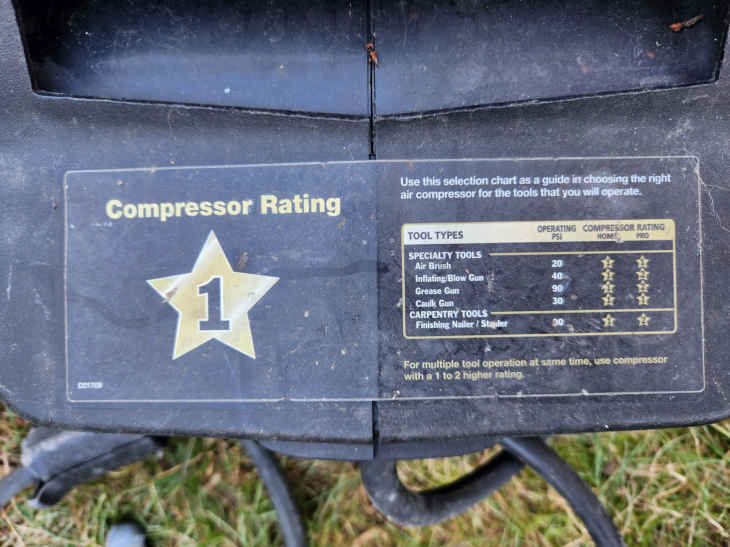 Compressor Rating
1
Use this selection chart as a guide in choosing the right
air compressor for the tools that you will operate.
TOOL TYPES OPERATING PSI COMPRESSOR RATING HOME PRO
SPECIALTY TOOLS
Air Brush 20
Inflating/Blow Gun 40
Grease Gun 90
Caulk Gun 30
CARPENTRY TOOLS
Finishing Nailer / Stapler 90
For multiple tool operation at same time, use compressor
with a 1 to 2 higher rating.